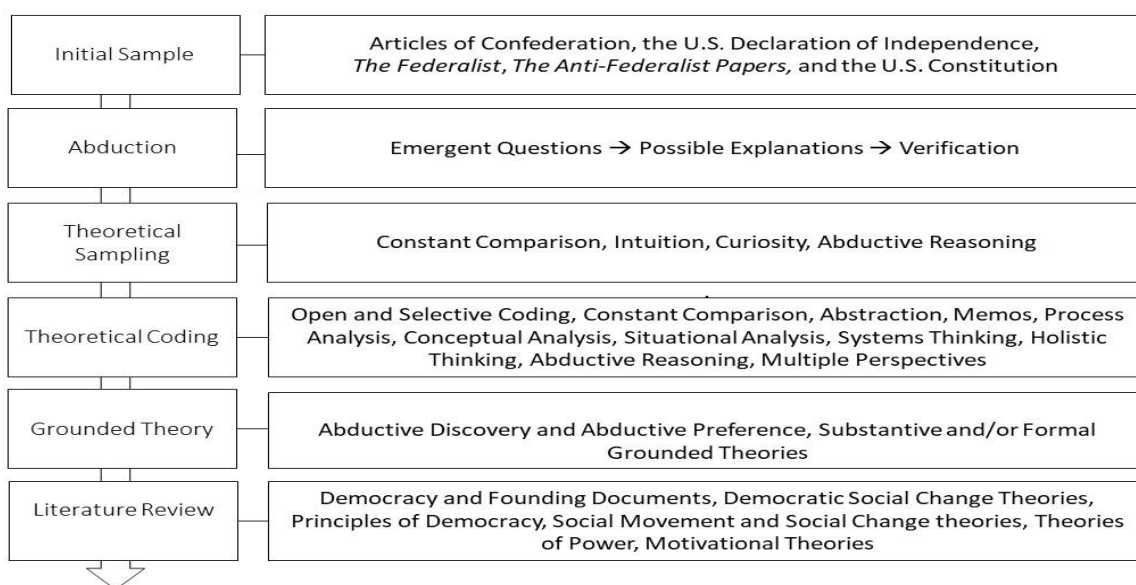 Initial Sample
Articles of Confederation, the U.S. Declaration of Independence,
The Federalist, The Anti-Federalist Papers, and the U.S. Constitution
Abduction
Emergent Questions → Possible Explanations → Verification
Theoretical
Sampling
Constant Comparison, Intuition, Curiosity, Abductive Reasoning
Theoretical Coding
Open and Selective Coding, Constant Comparison, Abstraction, Memos, Process
Analysis, Conceptual Analysis, Situational Analysis, Systems Thinking, Holistic
Thinking, Abductive Reasoning, Multiple Perspectives
Grounded Theory
Abductive Discovery and Abductive Preference, Substantive and/or Formal
Grounded Theories
Literature Review
Democracy and Founding Documents, Democratic Social Change Theories,
Principles of Democracy, Social Movement and Social Change theories, Theories
of Power, Motivational Theories